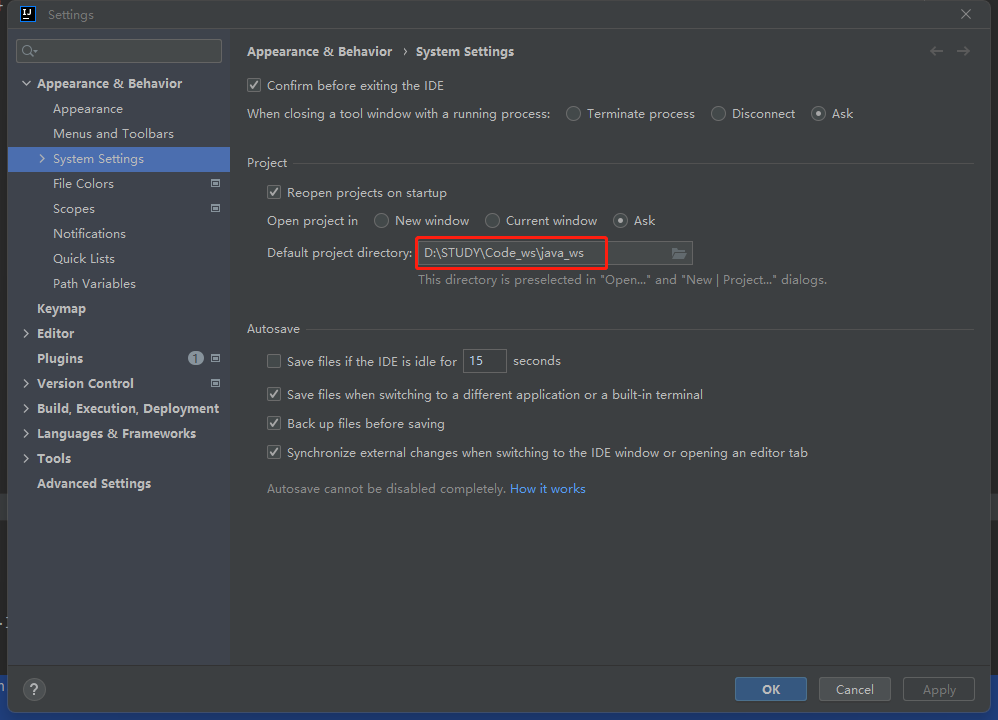 IJ
Settings
Appearance & Behavior
Appearance
Menus and Toolbars
System Settings
File Colors
Scopes
Notifications
Quick Lists
Path Variables
Keymap
Editor
Plugins 1
Version Control
Build, Execution, Deployment
Languages & Frameworks
Tools
Advanced Settings
Appearance & Behavior › System Settings
Confirm before exiting the IDE
When closing a tool window with a running process: Terminate process Disconnect Ask
Project
Reopen projects on startup
Open project in New window Current window Ask
Default project directory: D:\STUDY\Code_ws\java_ws
This directory is preselected in "Open..." and "New | Project..." dialogs.
Autosave
Save files if the IDE is idle for 15 seconds
Save files when switching to a different application or a built-in terminal
Back up files before saving
Synchronize external changes when switching to the IDE window or opening an editor tab
Autosave cannot be disabled completely. How it works
?
OK Cancel Apply